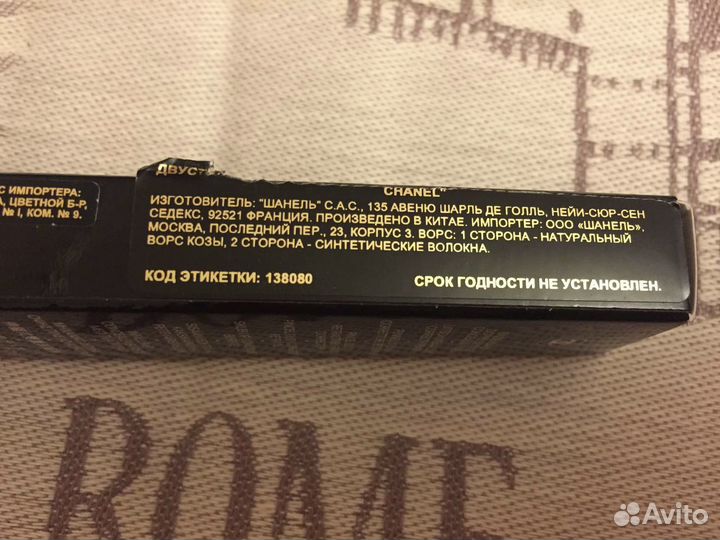 С ИМПОРТЕРА:
ЦВЕТНОЙ Б-Р,
КОМ. № 9.
CHANEL"
ИЗГОТОВИТЕЛЬ: "ШАНЕЛЬ" С.А.С., 135 АВЕНЮ ШАРЛЬ ДЕ ГОЛЛЬ, НЕЙИ-СЮР-СЕН
СЕДЕКС, 92521 ФРАНЦИЯ. ПРОИЗВЕДЕНО В КИТАЕ. ИМПОРТЕР: ООО «ШАНЕЛЬ».
МОСКВА, ПОСЛЕДНИЙ ПЕР., 23, КОРПУС 3. ВОРС: 1 СТОРОНА - НАТУРАЛЬНЫЙ
ВОРС КОЗЫ, 2 СТОРОНА - СИНТЕТИЧЕСКИЕ ВОЛОКНА.
КОД ЭТИКЕТКИ: 138080
СРОК ГОДНОСТИ НЕ УСТАНОВЛЕН.
ROME
Avito